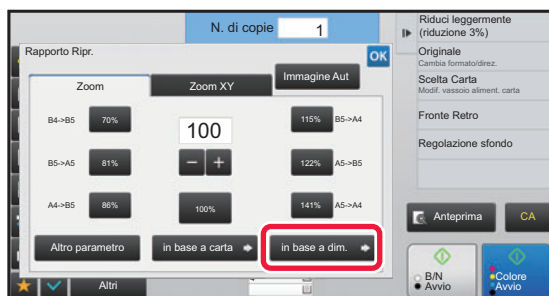 N. di copie 1
Rapporto Ripr.
OK
Zoom
Zoom XY
Immagine Aut
B4->B5 70%
100
115% B5->A4
B5->A5 81%
− +
122% A5->B5
A4->B5 86%
100%
141% A5->A4
Altro parametro
in base a carta
in base a dim.
Altri
Riduci leggermente
(riduzione 3%)
Originale
Cambia formato/direz.
Scelta Carta
Modif. vassoio aliment. carta
Fronte Retro
Regolazione sfondo
Anteprima
CA
B/N
Avvio
Colore
Avvio